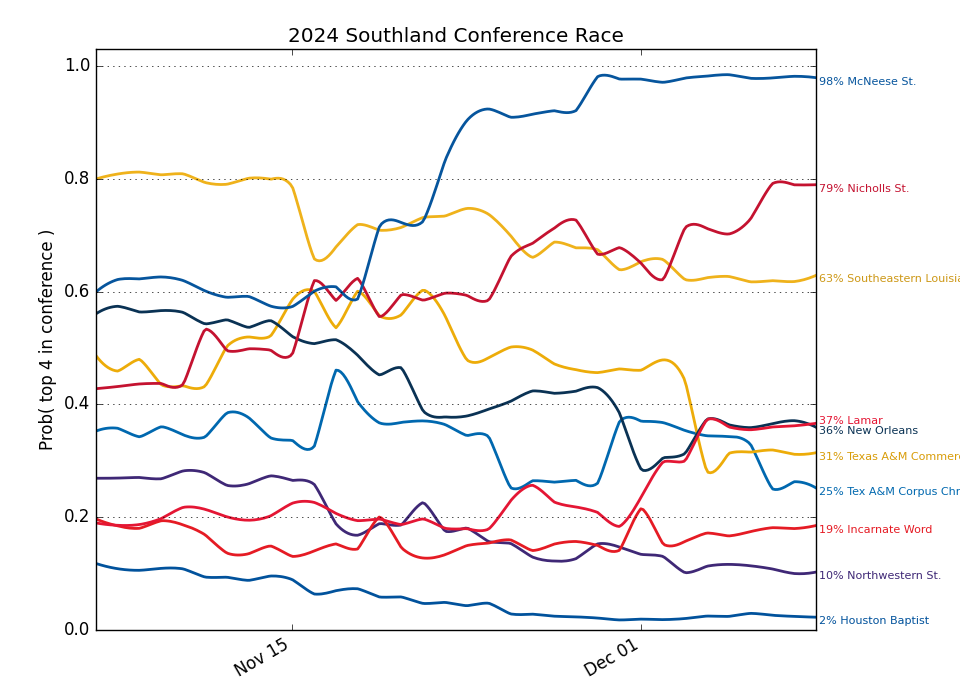 2024 Southland Conference Race
Prob( top 4 in conference )
1.0
0.8
0.6
0.4
0.2
0.0
Nov 15
Dec 01
98% McNeese St.
79% Nicholls St.
63% Southeastern Louisia
37% Lamar
36% New Orleans
31% Texas A&M Commerc
25% Tex A&M Corpus Chr
19% Incarnate Word
10% Northwestern St.
2% Houston Baptist